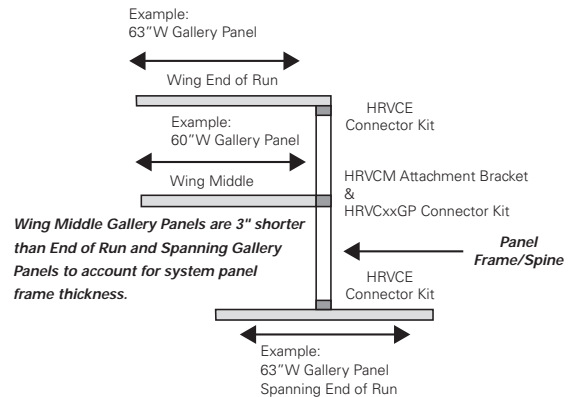 Example:
63”W Gallery Panel
Wing End of Run
HRVCE
Connector Kit
Example:
60”W Gallery Panel
HRVCM Attachment Bracket
&
HRVCxxGP Connector Kit
Wing Middle
Wing Middle Gallery Panels are 3" shorter
than End of Run and Spanning Gallery
Panels to account for system panel
frame thickness.
Panel
Frame/Spine
HRVCE
Connector Kit
Example:
63”W Gallery Panel
Spanning End of Run